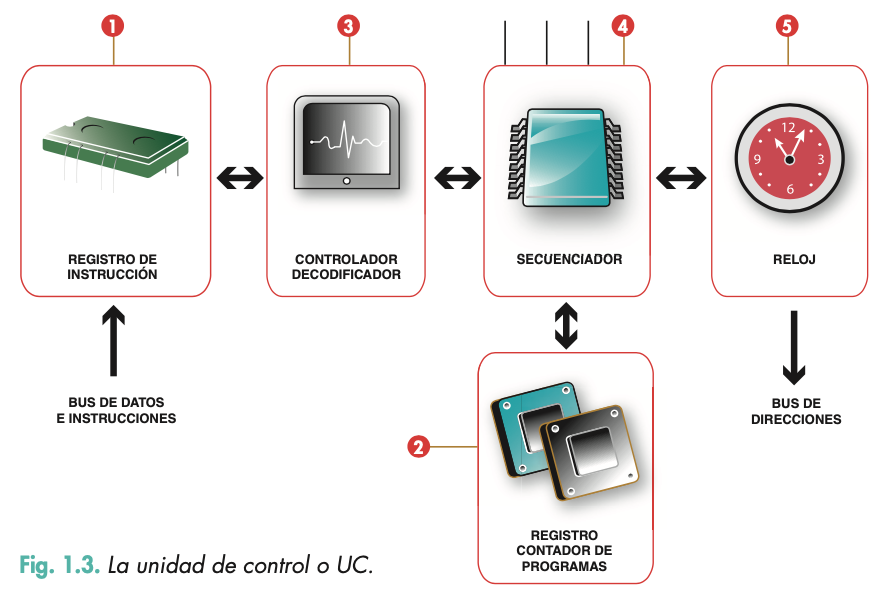 1
3
4
5
12
9
3
6
REGISTRO DE
INSTRUCCIÓN
CONTROLADOR
DECODIFICADOR
SECUENCIADOR
RELOJ
BUS DE DATOS
E INSTRUCCIONES
BUS DE
DIRECCIONES
2
REGISTRO
CONTADOR DE
PROGRAMAS
Fig. 1.3. La unidad de control o UC.